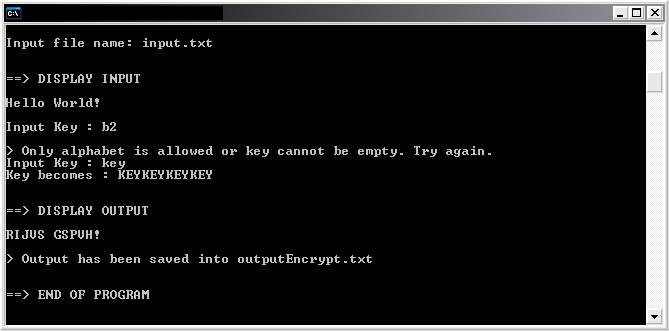 C:\
Input file name: input.txt
==> DISPLAY INPUT
Hello World!
Input Key : b2
> Only alphabet is allowed or key cannot be empty. Try again.
Input Key : key
Key becomes : KEYKEYKEYKEY
==> DISPLAY OUTPUT
RIJVS GSPVH!
> Output has been saved into outputEncrypt.txt
==> END OF PROGRAM